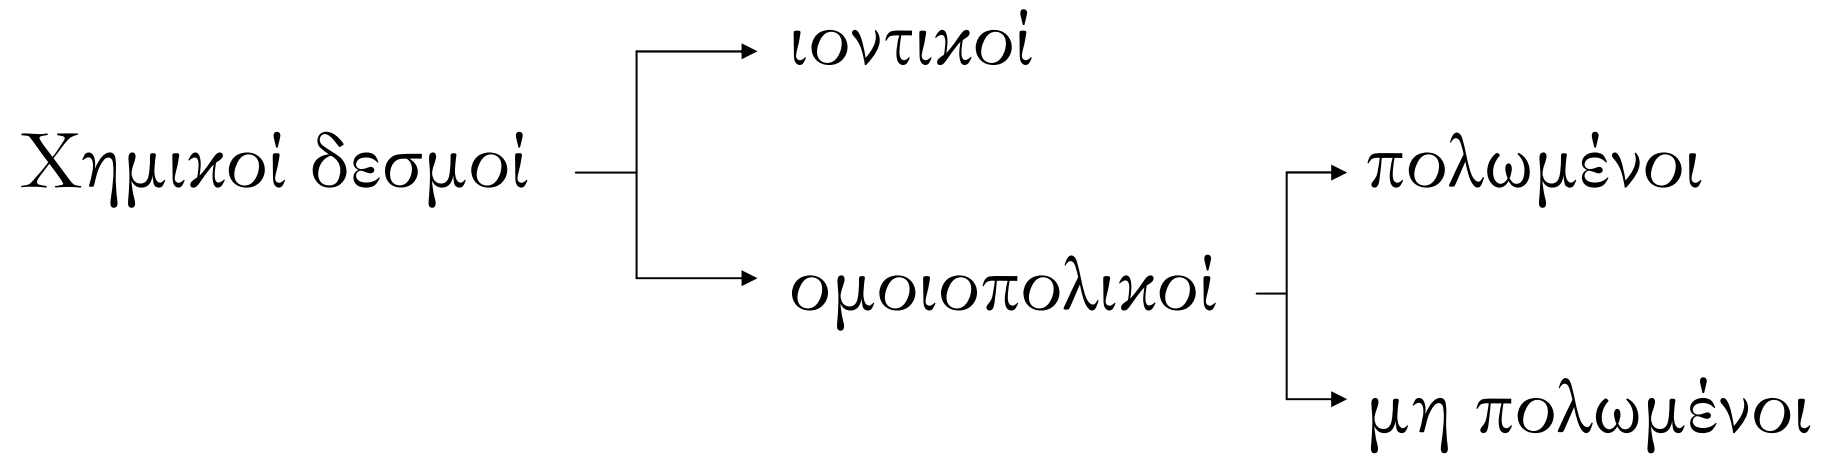 Χημικοί δεσμοί
ιοντικοί
ομοιοπολικοί
πολωμένοι
μη πολωμένοι